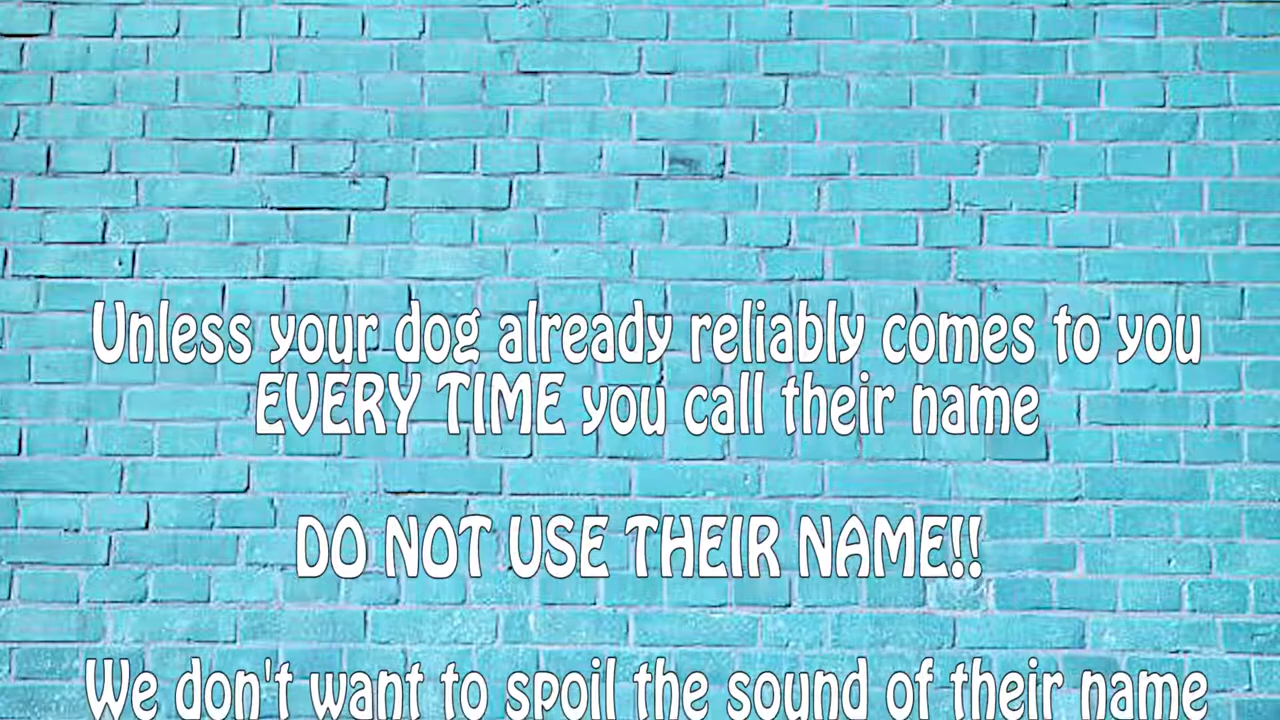 Unless your dog already reliably comes to you
EVERY TIME you call their name
DO NOT USE THEIR NAME!!
We don't want to spoil the sound of their name